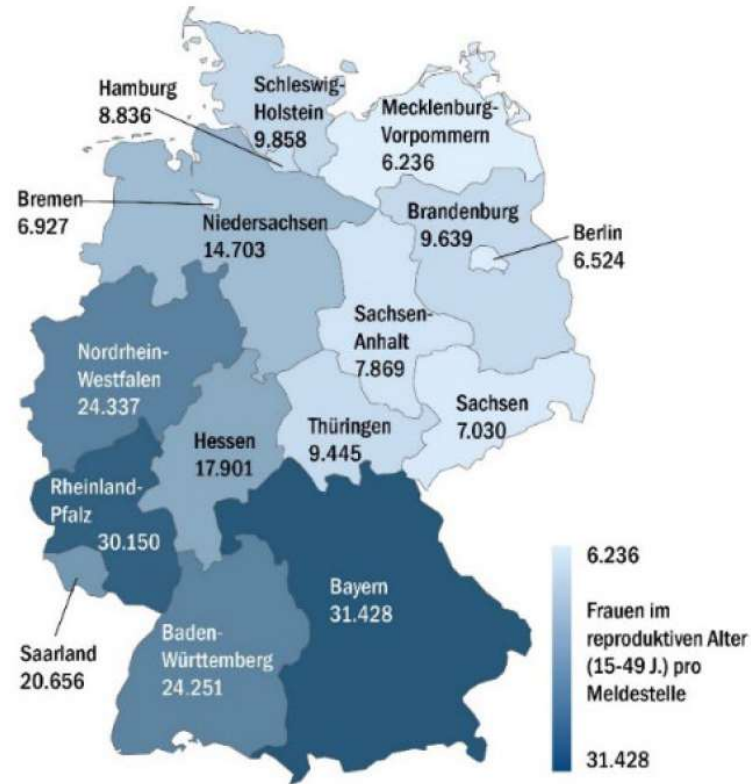 Hamburg
8.836
Schleswig-
Holstein
9.858
Mecklenburg-
Vorpommern
6.236
Bremen
6.927
Niedersachsen
14.703
Brandenburg
9.639
Berlin
6.524
Sachsen-
Anhalt
7.869
Nordrhein-
Westfalen
24.337
Sachsen
7.030
Thüringen
9.445
Hessen
17.901
Rheinland-
Pfalz
30.150
Bayern
31.428
Saarland
20.656
Baden-
Württemberg
24.251
6.236
Frauen im
reproduktiven Alter
(15-49 J.) pro
Meldestelle
31.428